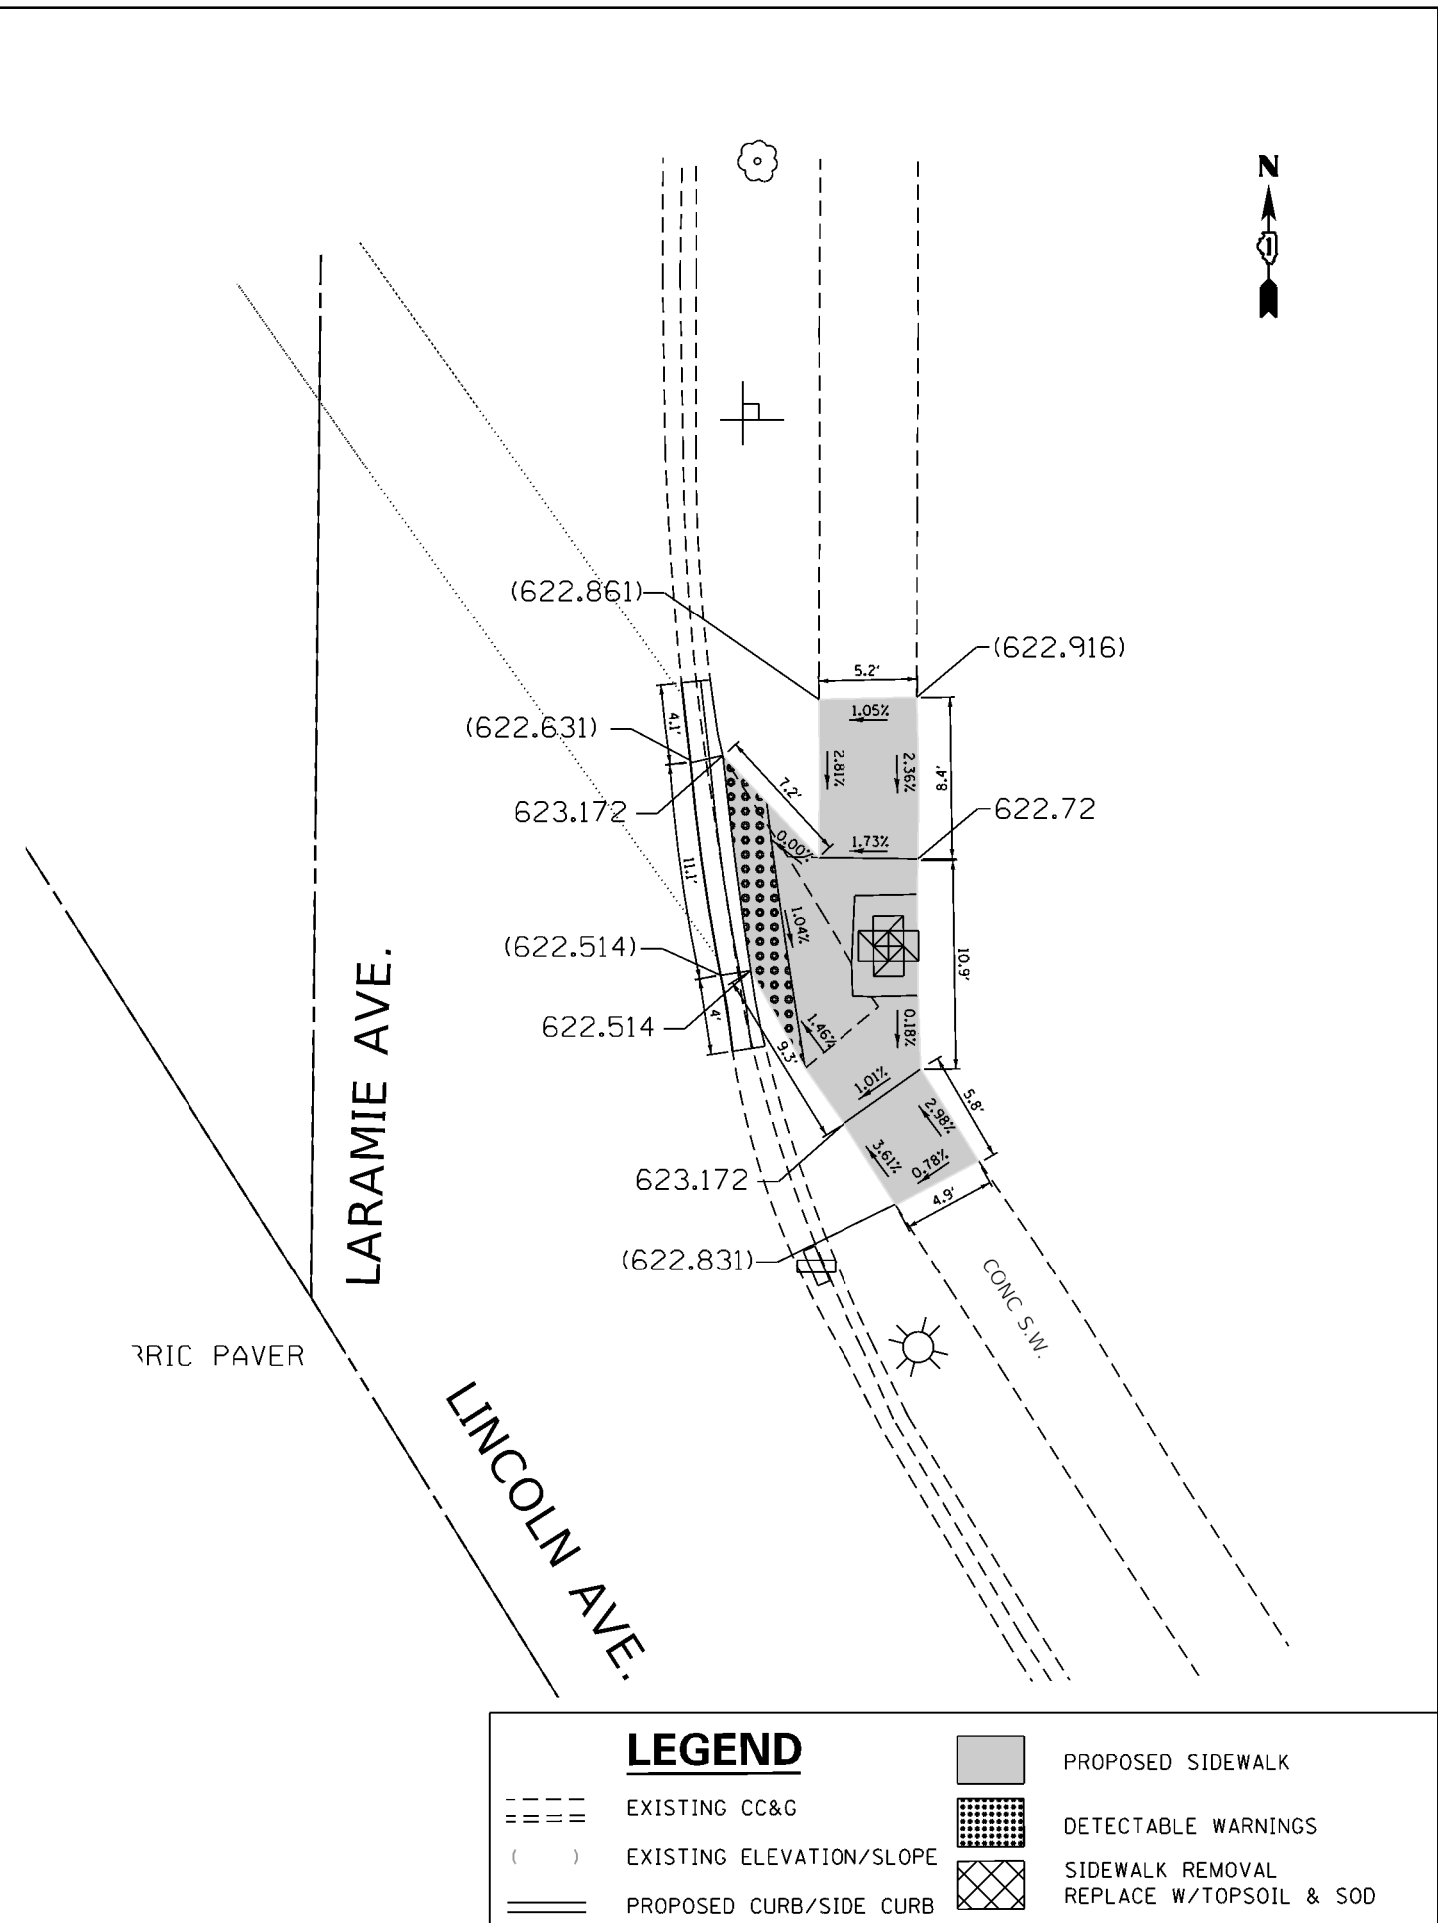 N
(622.861)
(622.916)
5.2'
1.05%
(622.631)
4.1'
2.81%
2.36%
8.4'
7.2'
623.172
622.72
0.00%
1.73%
11.1'
1.04%
(622.514)
10.9'
4'
622.514
1.46%
0.18%
9.3'
1.01%
5.8'
2.98%
3.61%
0.78%
623.172
4.9'
(622.831)
LARAMIE AVE.
CONC S.W.
RIC PAVER
LINCOLN AVE.
LEGEND
PROPOSED SIDEWALK
EXISTING CC&G
DETECTABLE WARNINGS
( ) EXISTING ELEVATION/SLOPE
SIDEWALK REMOVAL
REPLACE W/TOPSOIL & SOD
PROPOSED CURB/SIDE CURB